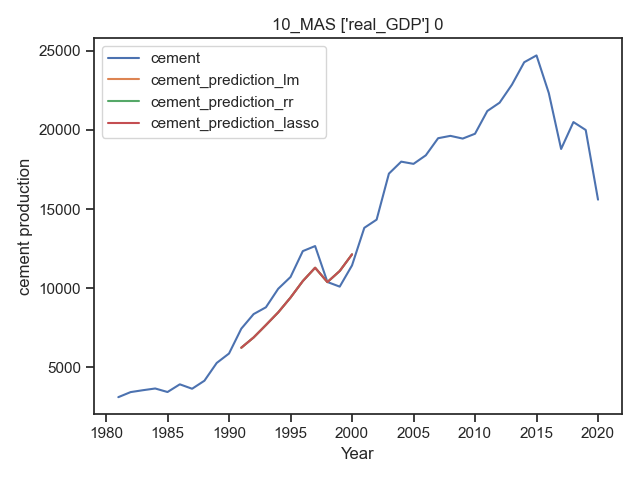 10_MAS ['real_GDP'] 0
25000
20000
15000
10000
5000
cement production
cement
cement_prediction_lm
cement_prediction_rr
cement_prediction_lasso
1980 1985 1990 1995 2000 2005 2010 2015 2020
Year